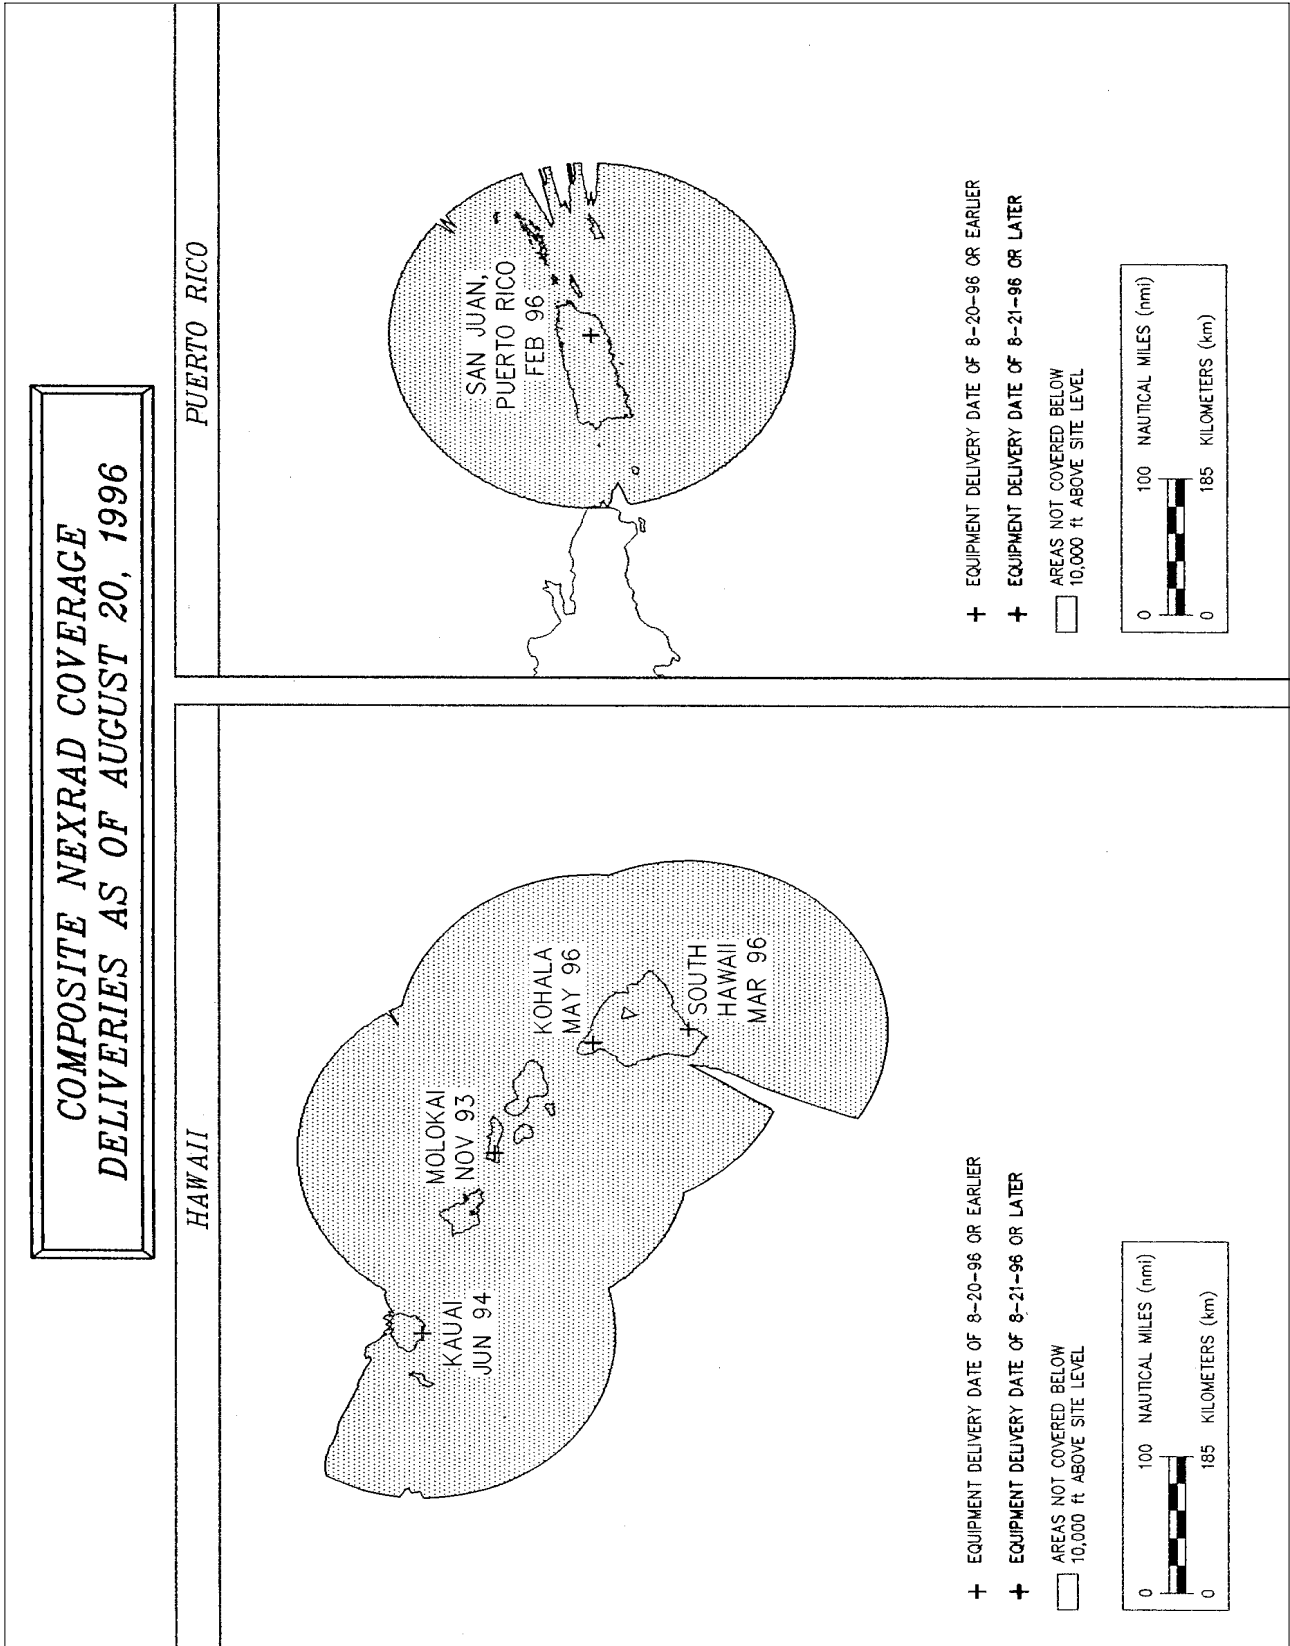 COMPOSITE NEXRAD COVERAGE
DELIVERIES AS OF AUGUST 20, 1996
HAWAII
KAUAI
JUN 94
MOLOKAI
NOV 93
KOHALA
MAY 96
SOUTH
HAWAII
MAR 96
+ EQUIPMENT DELIVERY DATE OF 8-20-96 OR EARLIER
+ EQUIPMENT DELIVERY DATE OF 8-21-96 OR LATER
AREAS NOT COVERED BELOW
10,000 ft ABOVE SITE LEVEL
0 100 NAUTICAL MILES (nmi)
0 185 KILOMETERS (km)
PUERTO RICO
SAN JUAN,
PUERTO RICO
FEB 96
+ EQUIPMENT DELIVERY DATE OF 8-20-96 OR EARLIER
+ EQUIPMENT DELIVERY DATE OF 8-21-96 OR LATER
AREAS NOT COVERED BELOW
10,000 ft ABOVE SITE LEVEL
0 100 NAUTICAL MILES (nmi)
0 185 KILOMETERS (km)